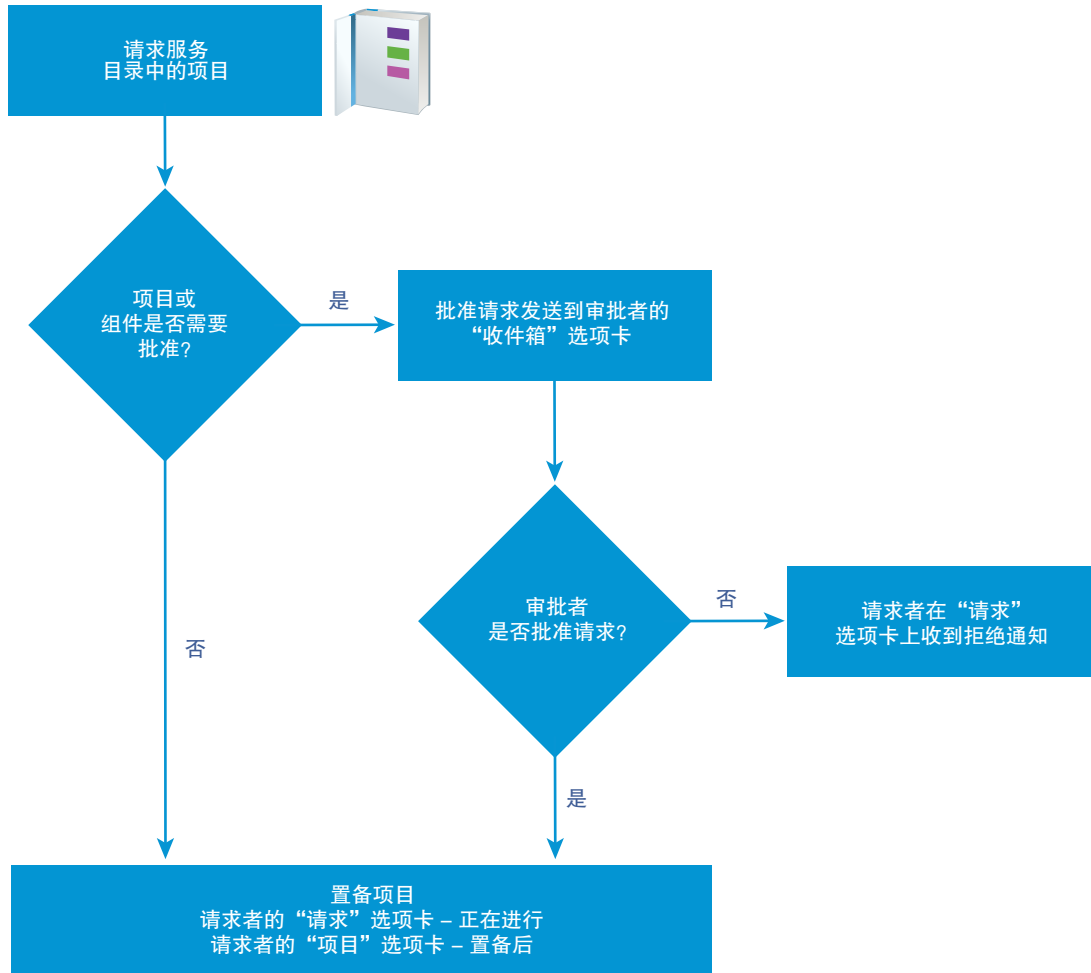 请求服务
目录中的项目
项目或
组件是否需要
批准？
是
批准请求发送到审批者的
“收件箱”选项卡
审批者
是否批准请求？
否
请求者在“请求”
选项卡上收到拒绝通知
否
是
置备项目
请求者的“请求”选项卡 – 正在进行
请求者的“项目”选项卡 – 置备后